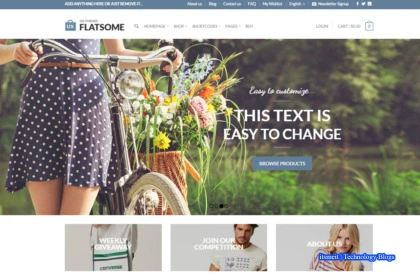 ADD ANYTHING HERE OR JUST REMOVE IT...
About us Blog Contact us FAQ My Wishlist English Newsletter Signup
FLATSOME
HOMEPAGE SHOP SHORTCODES PAGES BUY
LOGIN CART / $0.00 0
Easy to customize
THIS TEXT IS
EASY TO CHANGE
BROWSE PRODUCTS
WEEKLY
GIVEAWAY
JOIN OUR
COMPETITION
ABOUT US
itsmeit | Technology Blogs